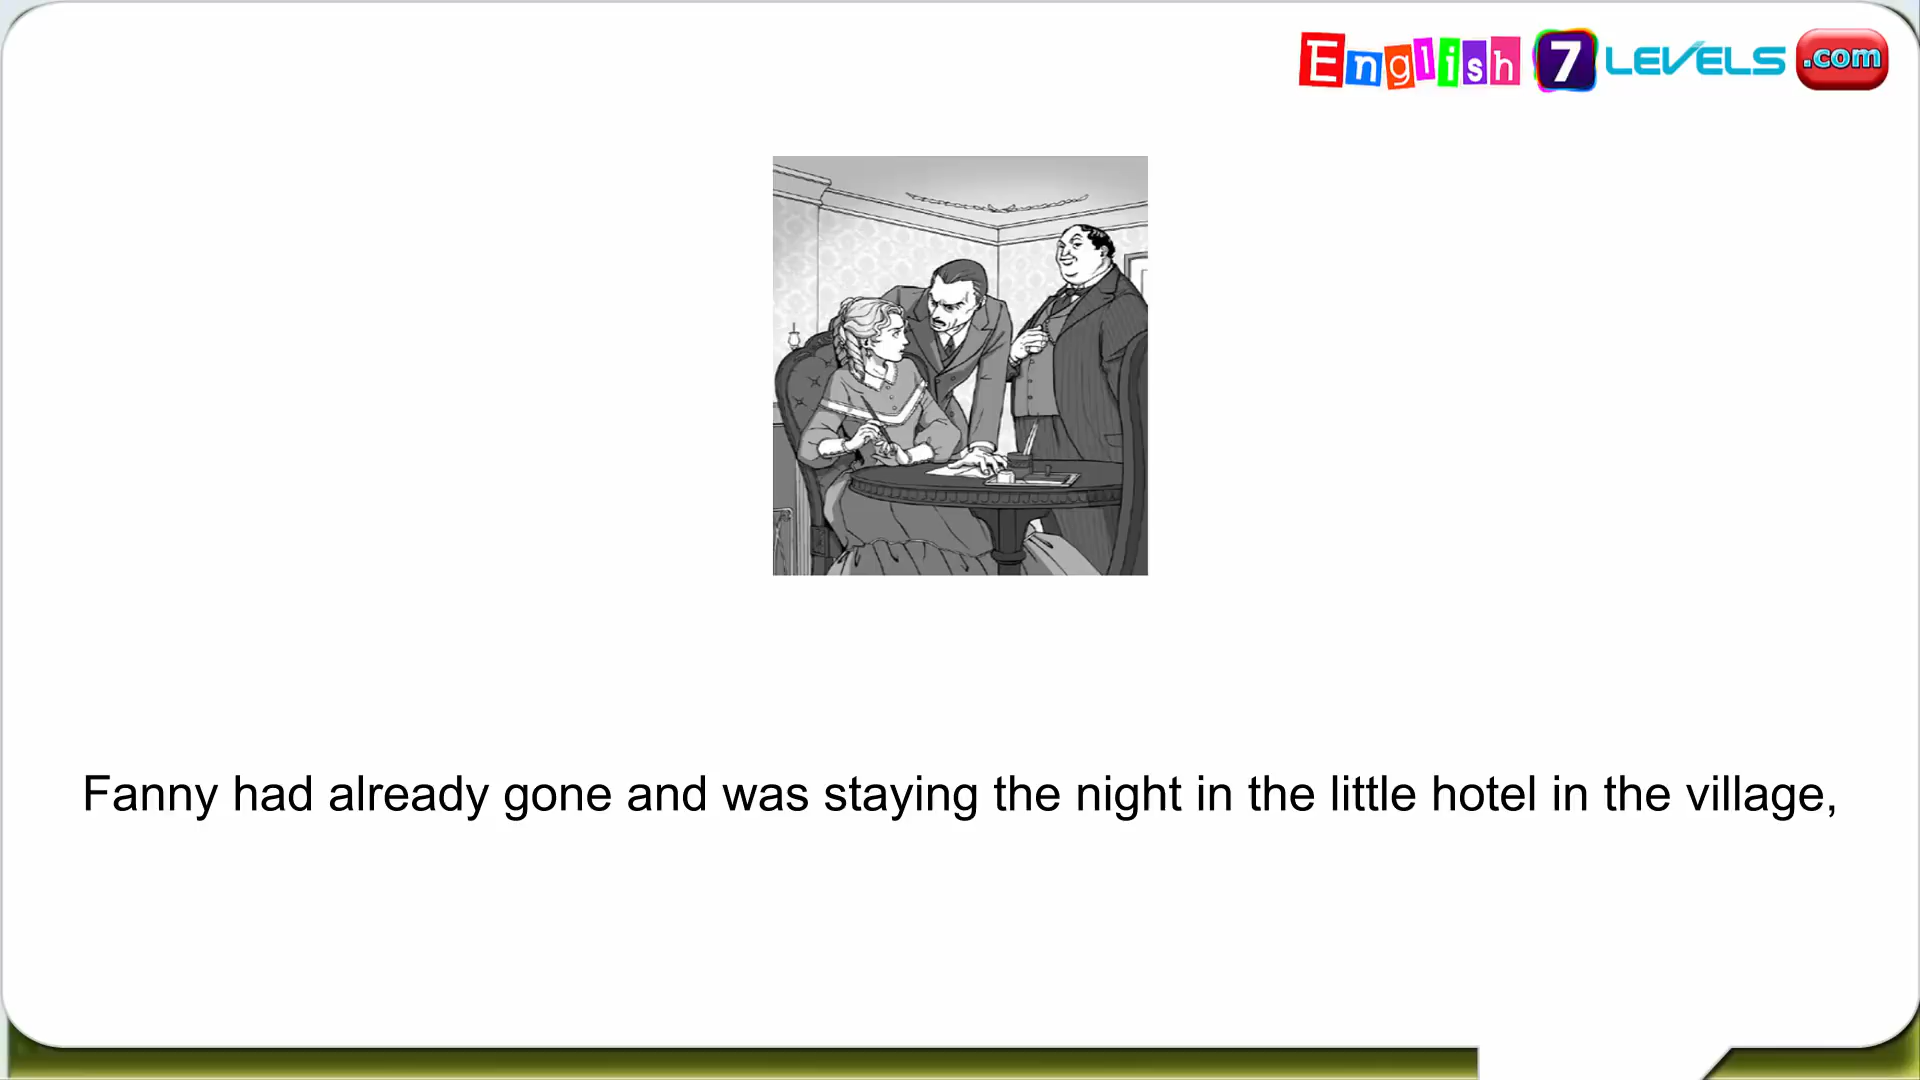 English 7 LEVELS .com
Fanny had already gone and was staying the night in the little hotel in the village,